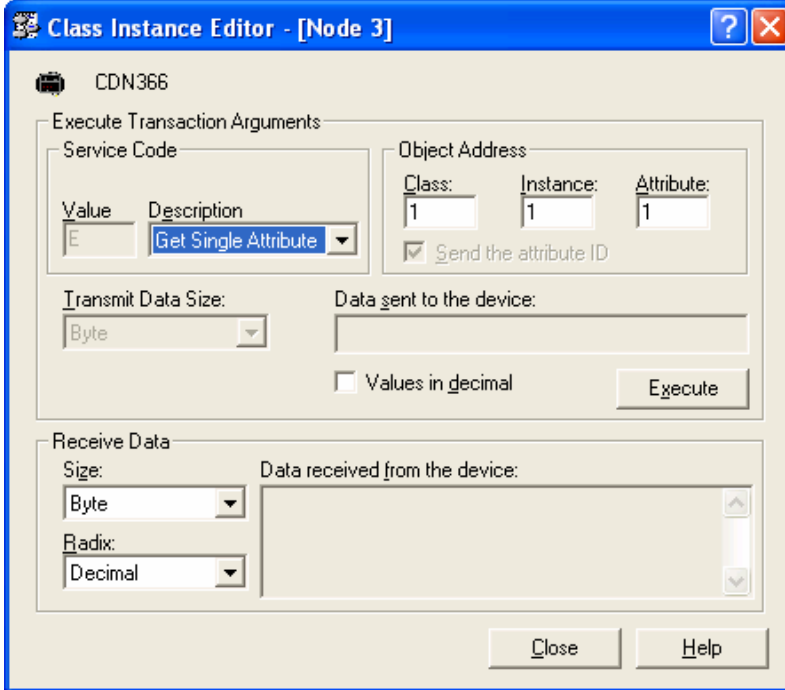 Class Instance Editor - [Node 3]
CDN366
Execute Transaction Arguments
Service Code
Value
Description
E
Get Single Attribute
Object Address
Class:
Instance:
Attribute:
1
1
1
Send the attribute ID
Transmit Data Size:
Byte
Data sent to the device:
Values in decimal
Execute
Receive Data
Size:
Byte
Radix:
Decimal
Data received from the device:
Close
Help